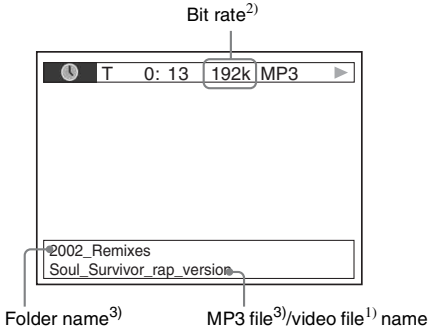 Bit rate2)
T 0: 13 192k MP3
2002_Remixes
Soul_Survivor_rap_version
Folder name3)
MP3 file3)/video file1) name